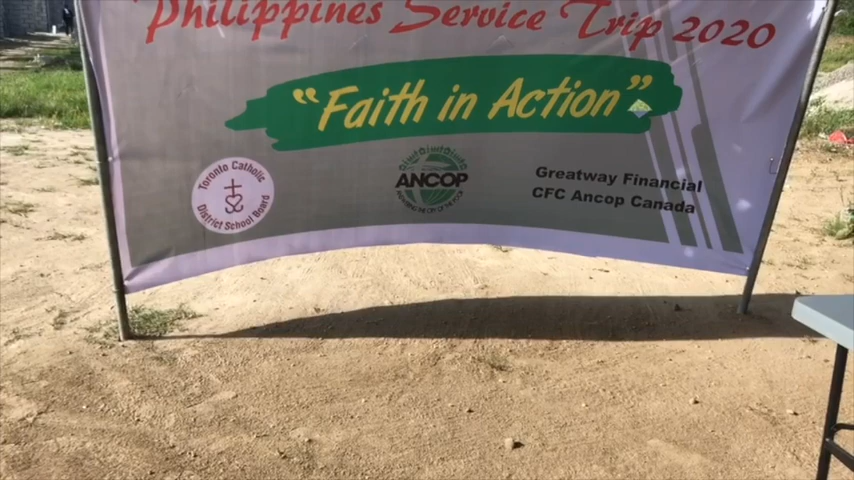 Philippines Service Trip 2020
"Faith in Action"
Toronto Catholic
District School Board
ANCOP
Greatway Financial
CFC Ancop Canada